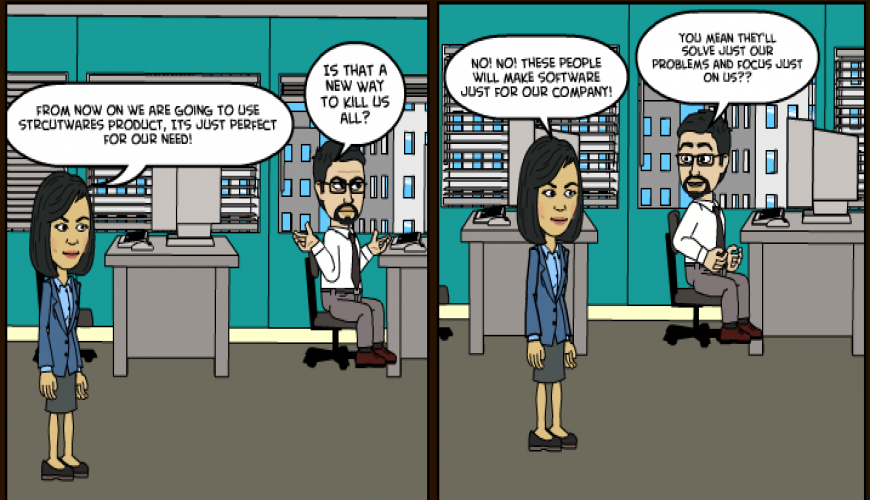 FROM NOW ON WE ARE GOING TO USE
STRCUTWARES PRODUCT, ITS JUST PERFECT
FOR OUR NEED!
IS THAT A
NEW WAY
TO KILL US
ALL?
NO! NO! THESE PEOPLE
WILL MAKE SOFTWARE
JUST FOR OUR COMPANY!
YOU MEAN THEY'LL
SOLVE JUST OUR
PROBLEMS AND FOCUS JUST
ON US??